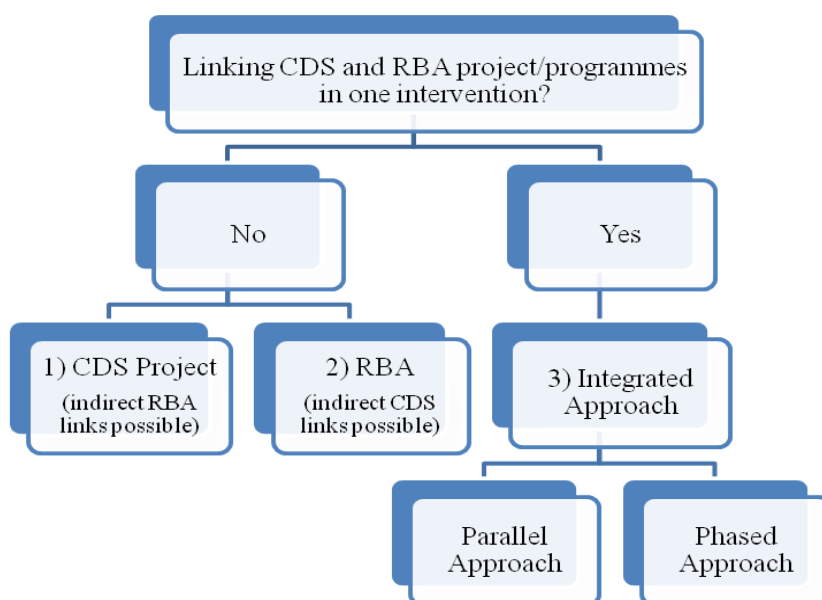 Linking CDS and RBA project/programmes
in one intervention?
No
Yes
1) CDS Project
(indirect RBA
links possible)
2) RBA
(indirect CDS
links possible)
3) Integrated
Approach
Parallel
Approach
Phased
Approach